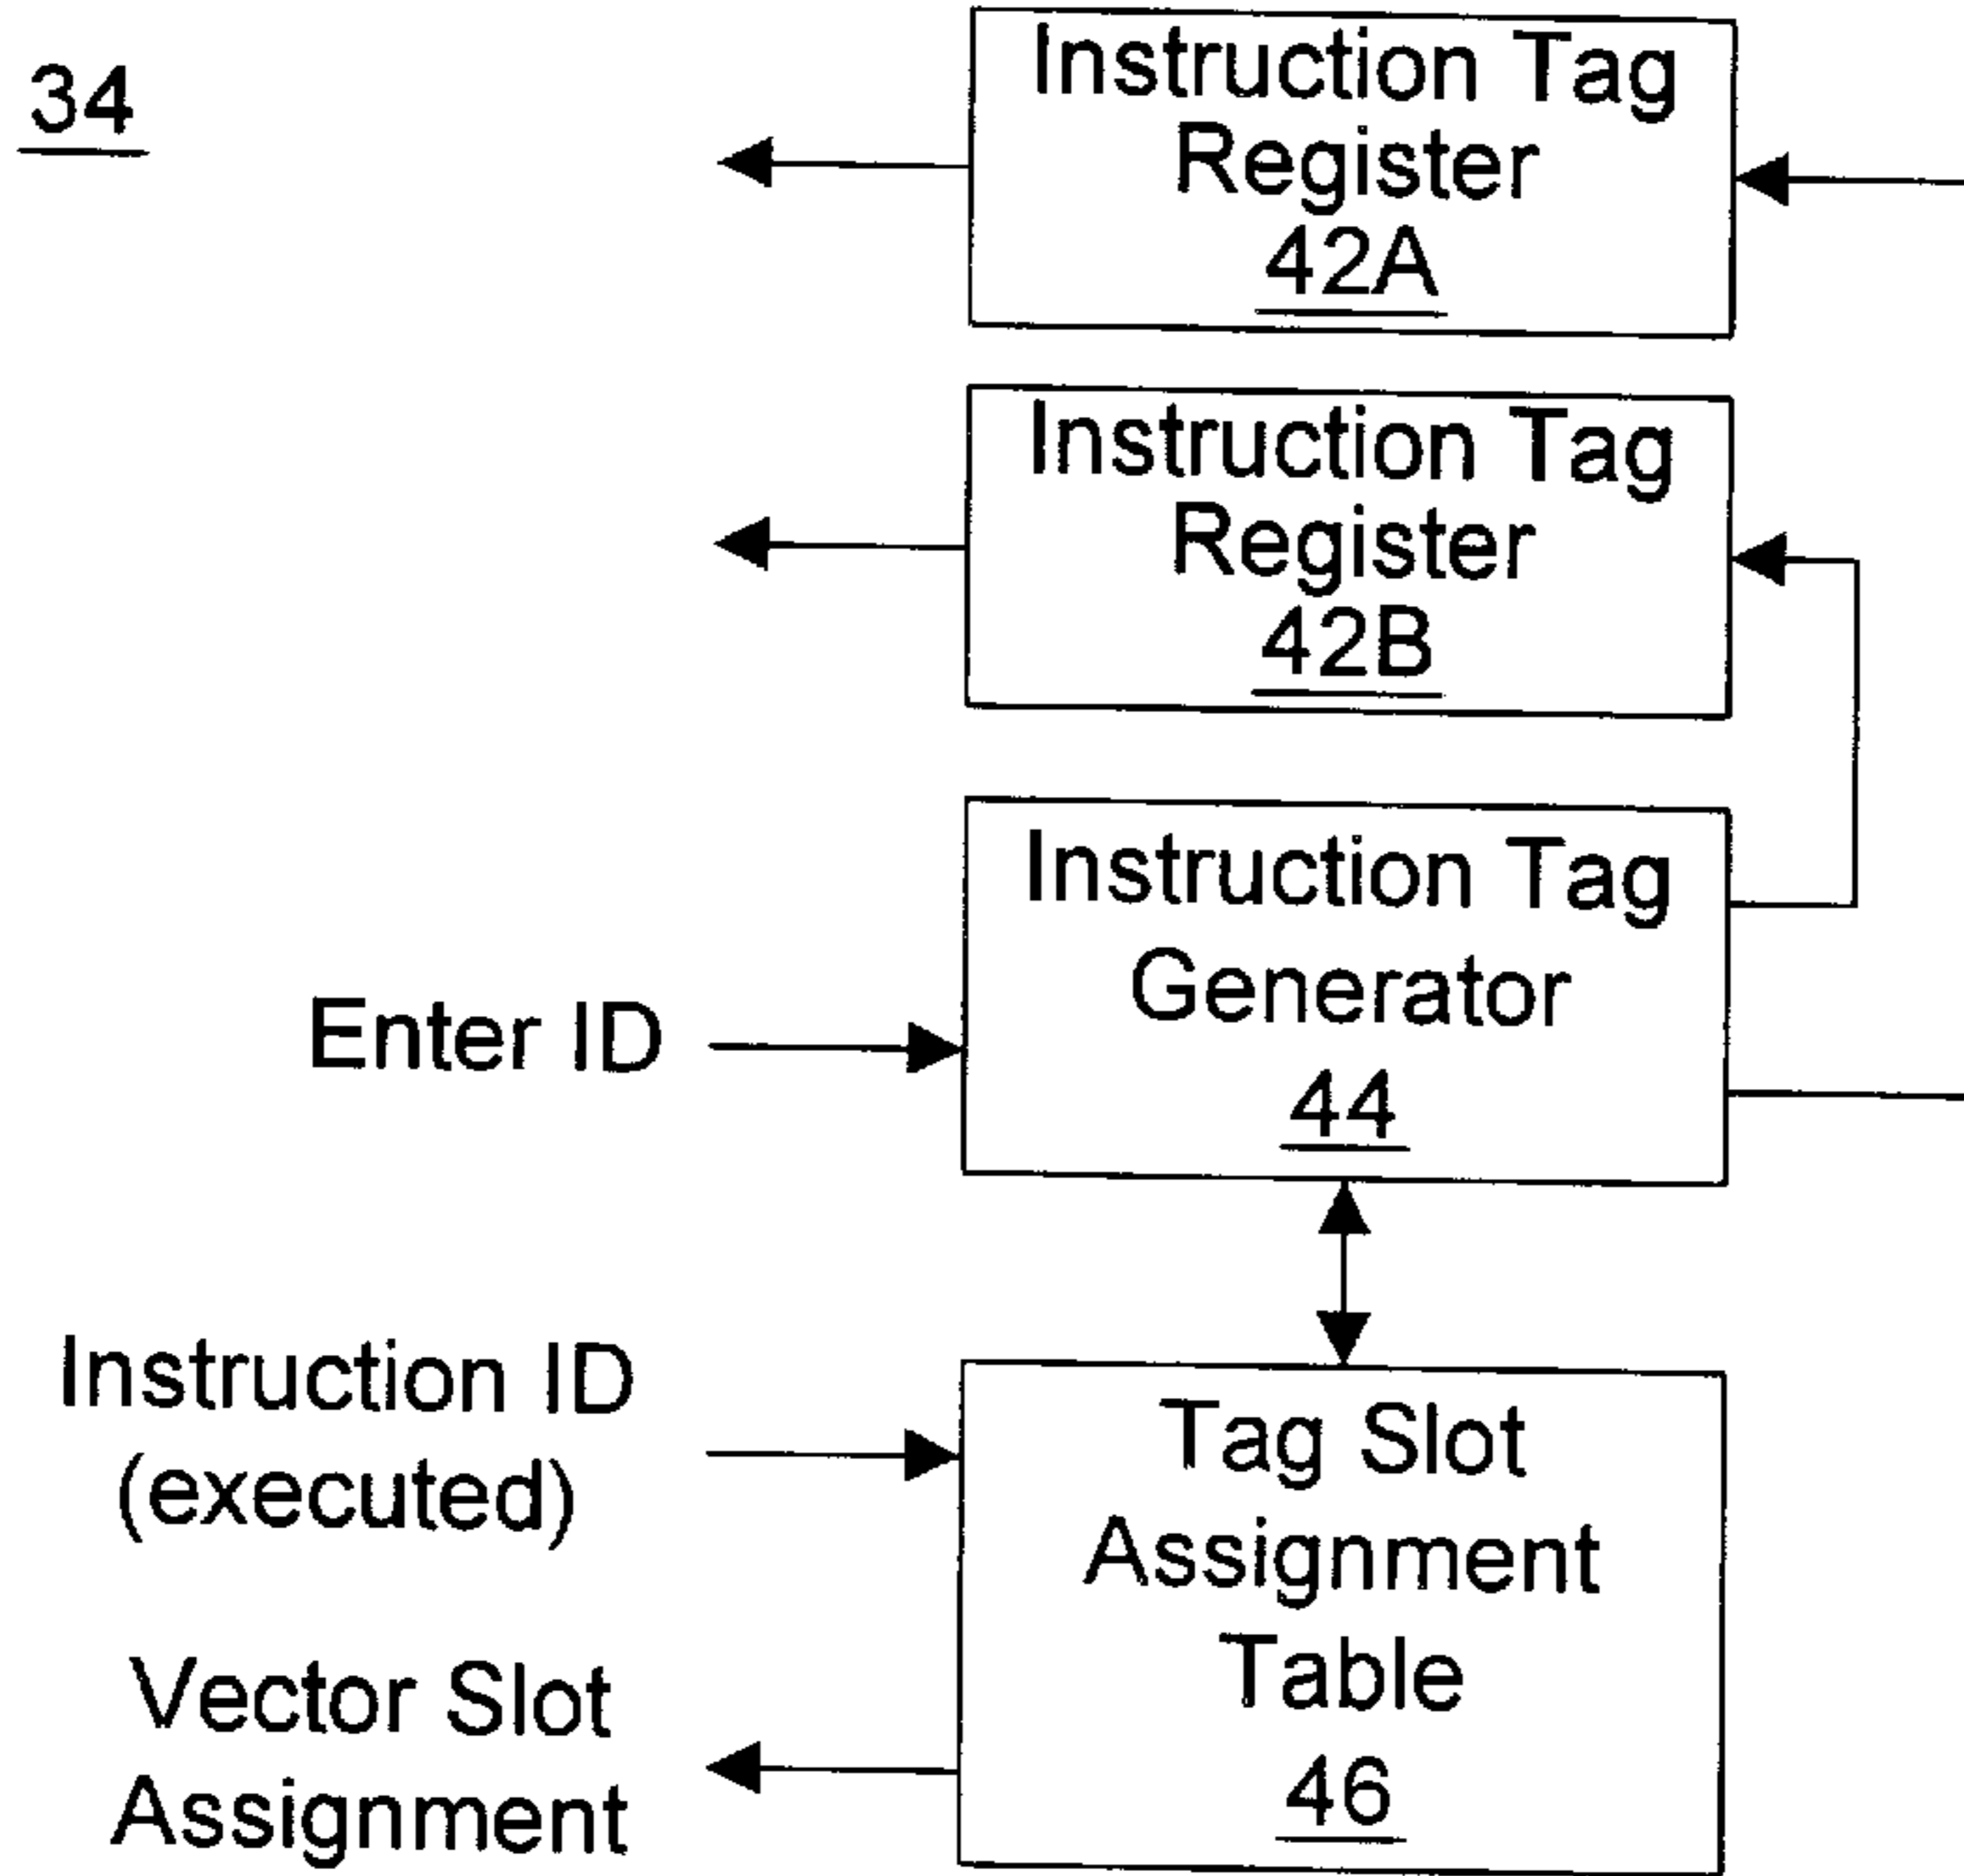 34
Instruction Tag
Register
42A
Instruction Tag
Register
42B
Instruction Tag
Generator
44
Enter ID
Instruction ID
(executed)
Vector Slot
Assignment
Tag Slot
Assignment
Table
46